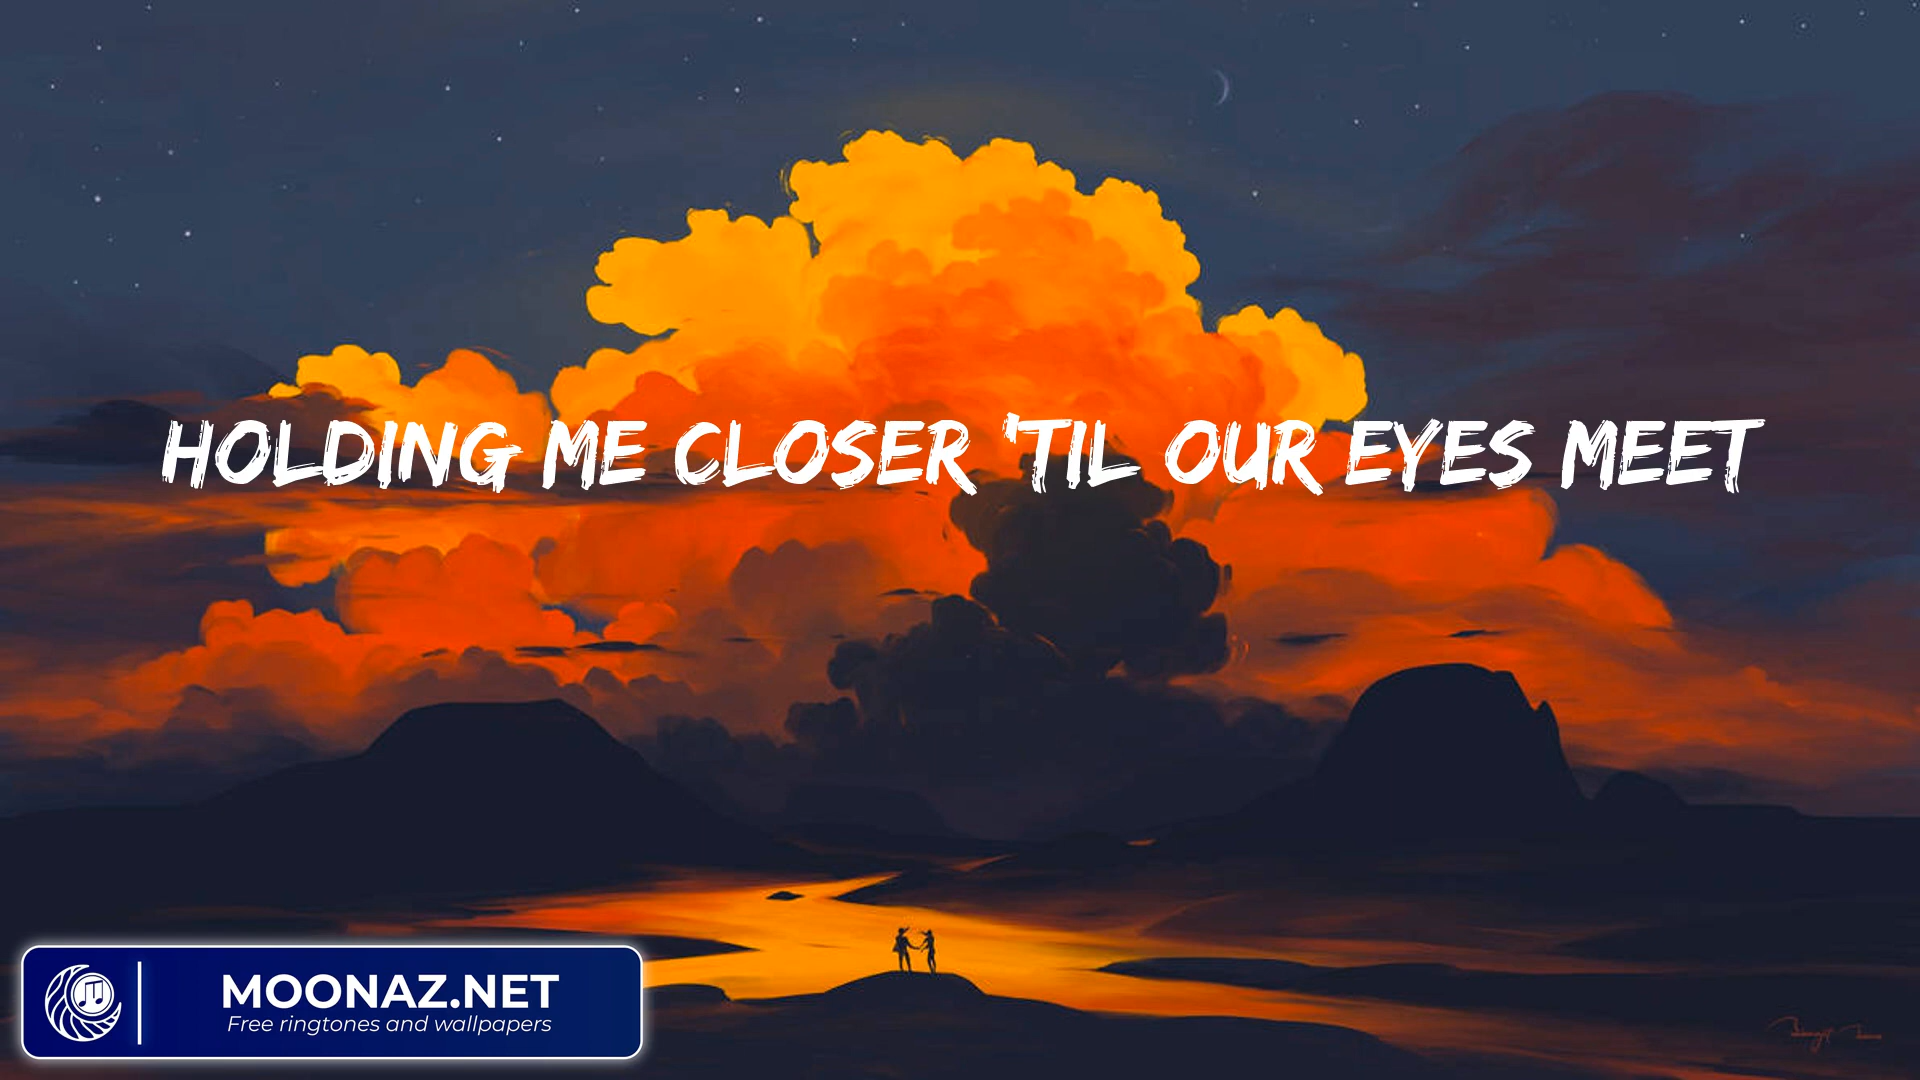 HOLDING ME CLOSER 'TIL OUR EYES MEET
MOONAZ.NET
Free ringtones and wallpapers